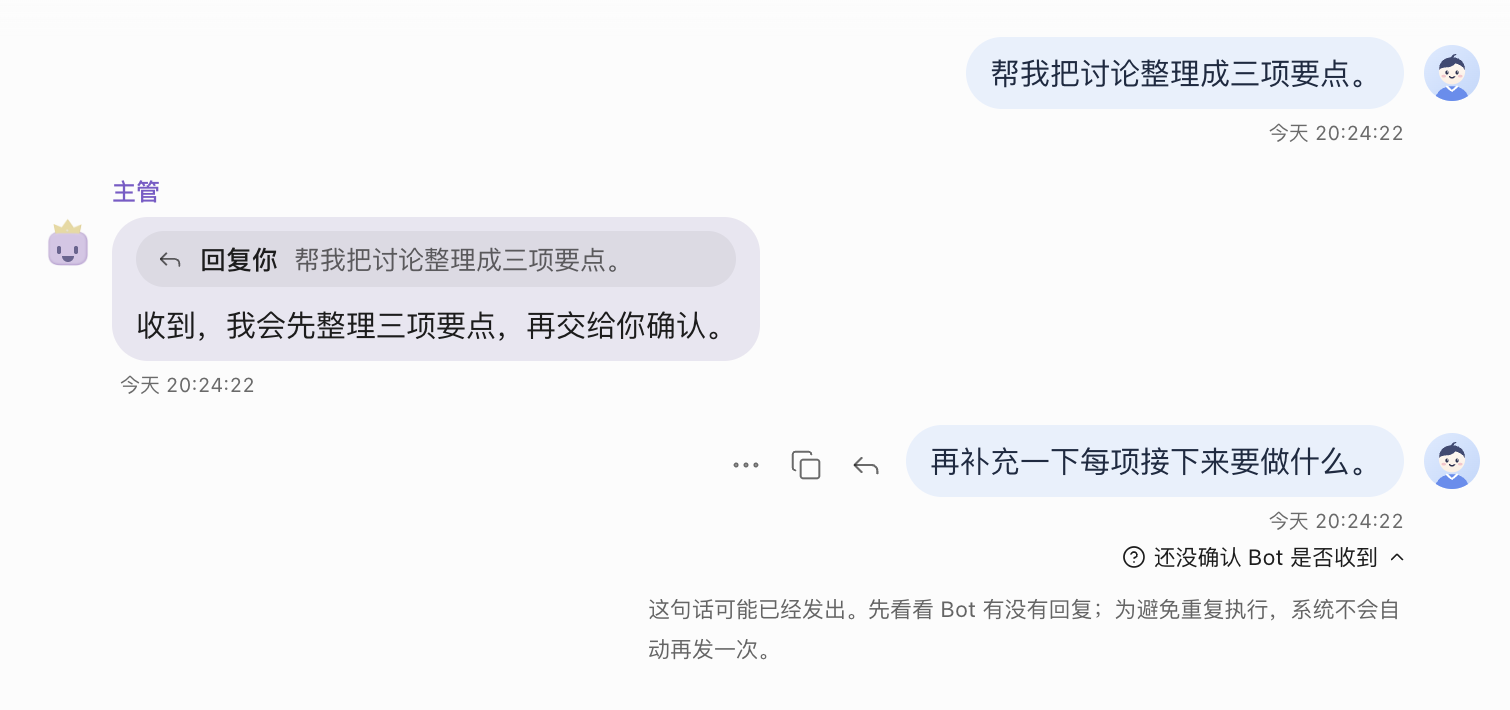 帮我把讨论整理成三项要点。
今天 20:24:22
主管
回复你 帮我把讨论整理成三项要点。
收到，我会先整理三项要点，再交给你确认。
今天 20:24:22
再补充一下每项接下来要做什么。
今天 20:24:22
还没确认 Bot 是否收到
这句话可能已经发出。先看看 Bot 有没有回复；为避免重复执行，系统不会自
动再发一次。